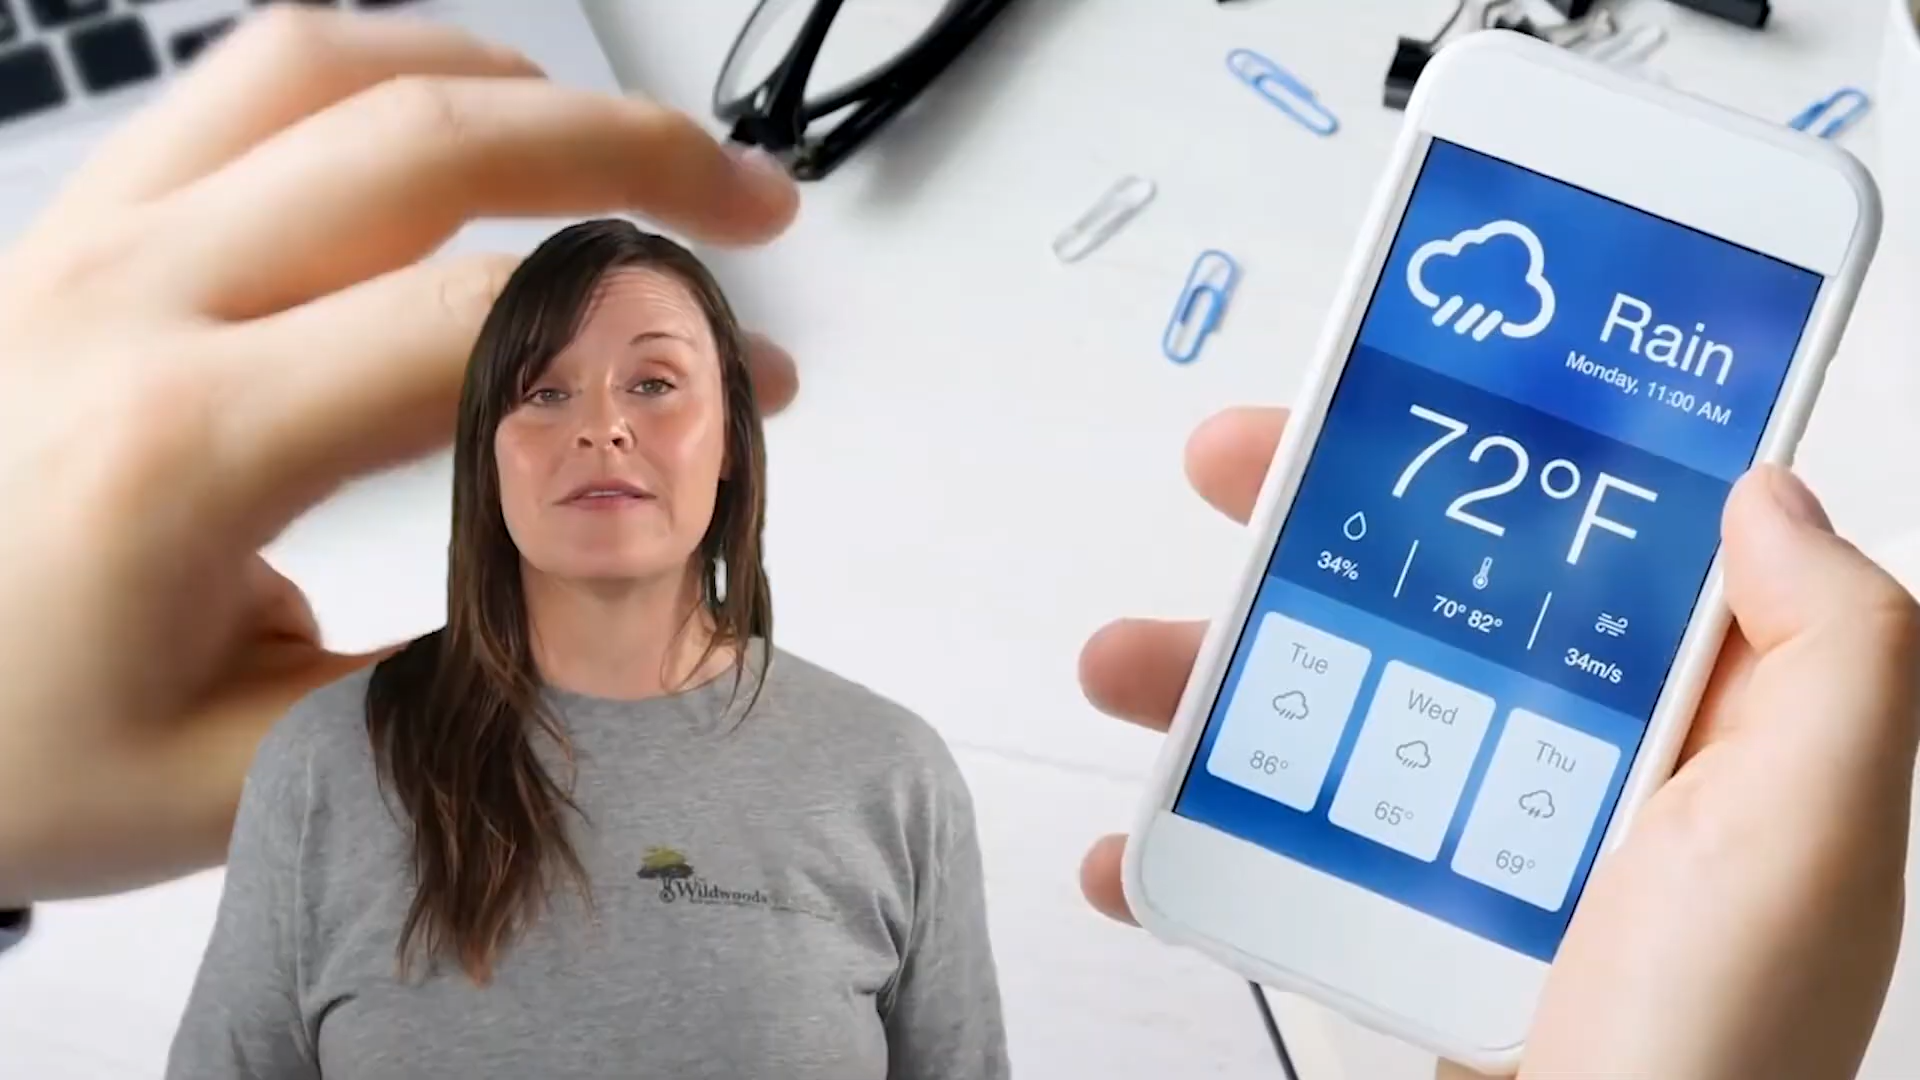 Rain
Monday, 11:00 AM
72°F
34%
70° 82°
34m/s
Tue
86°
Wed
65°
Thu
69°
Wildwoods